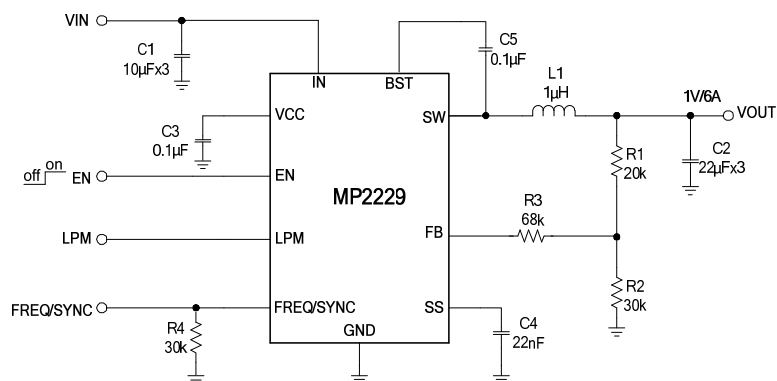 VIN
C1
10µFx3
C5
0.1µF
IN
BST
L1
1µH
1V/6A
VOUT
VCC
SW
C3
0.1µF
C2
22µFx3
R1
20k
off on EN
EN
MP2229
R3
68k
LPM
LPM
FB
FREQ/SYNC
FREQ/SYNC
SS
R2
30k
R4
30k
GND
C4
22nF